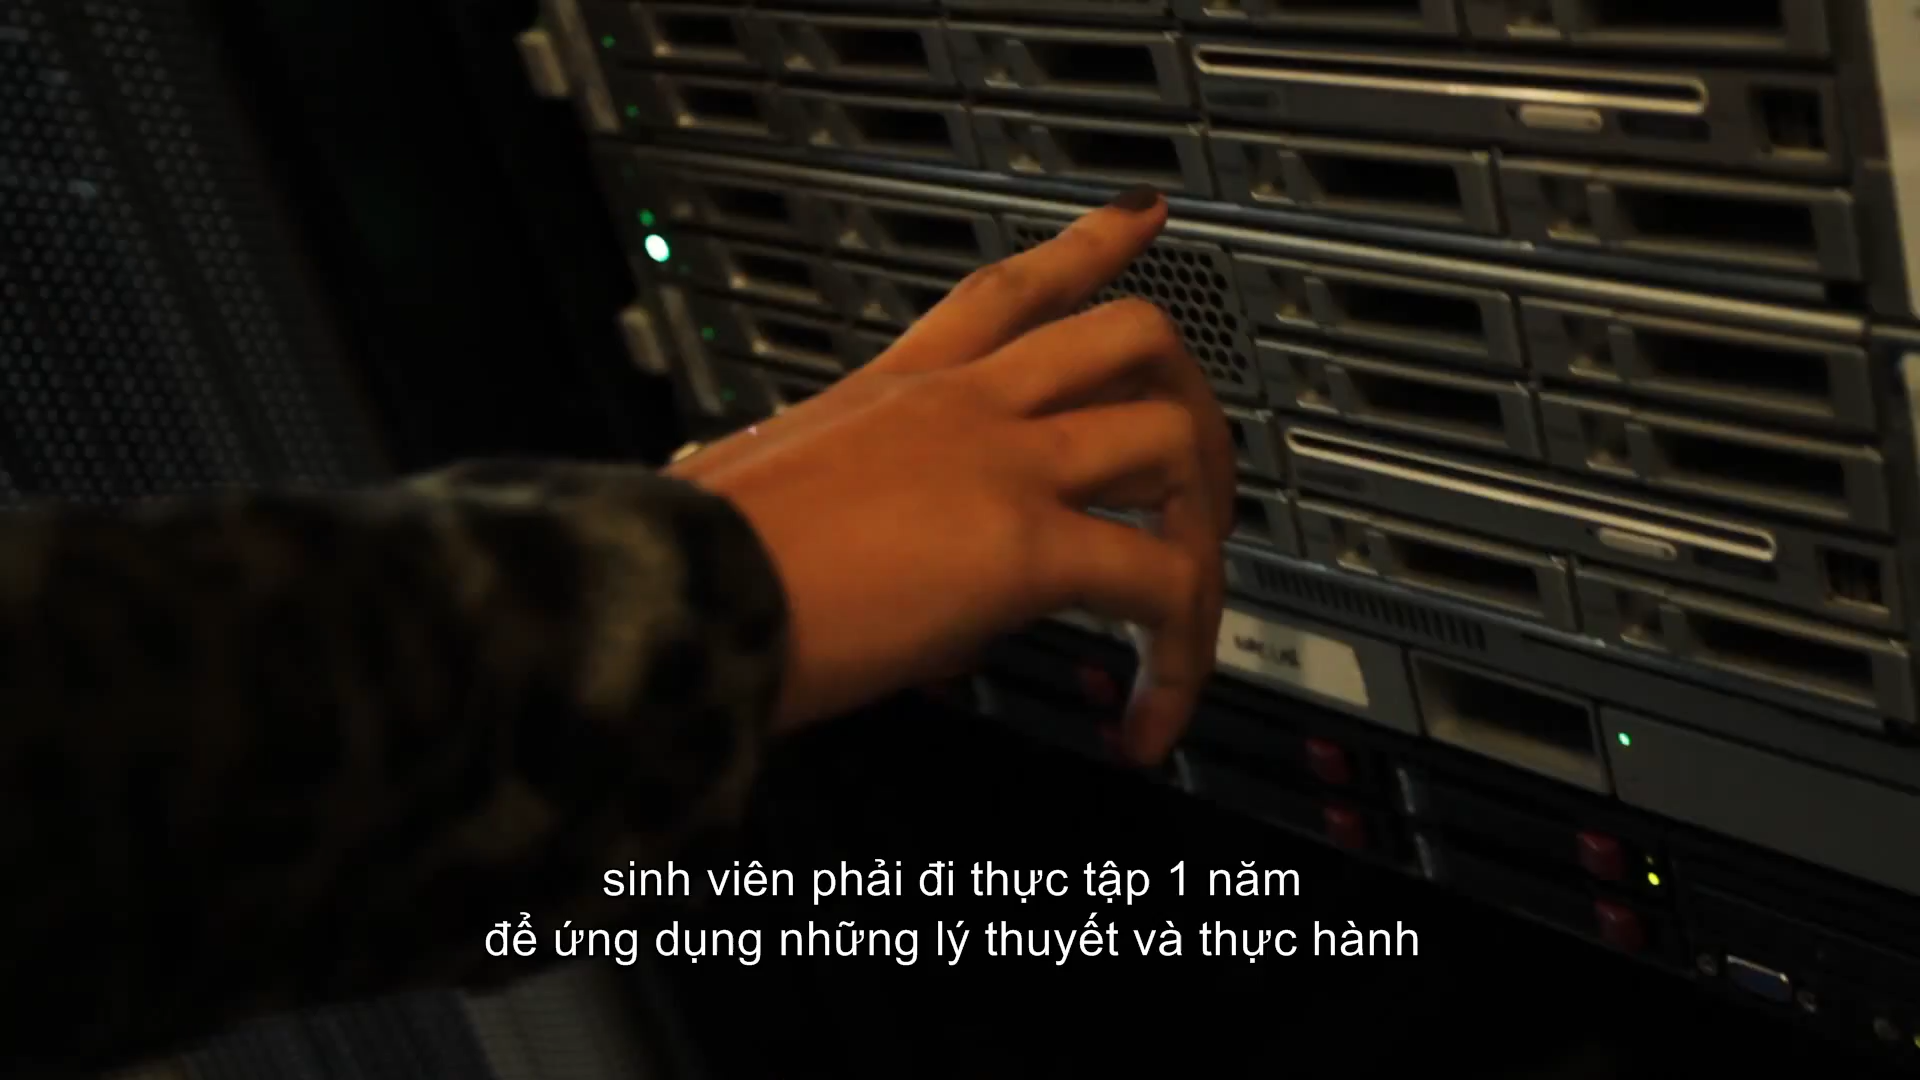 sinh viên phải đi thực tập 1 năm
để ứng dụng những lý thuyết và thực hành